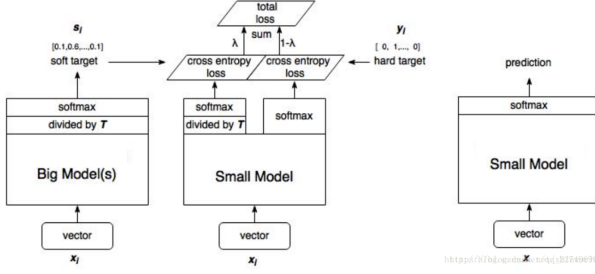 total
loss
s_i
λ
sum
1-λ
y_i
[0.1,0.6,...,0.1]
[ 0, 1,..., 0]
soft target
cross entropy
loss
cross entropy
loss
hard target
prediction
softmax
divided by T
softmax
divided by T
softmax
softmax
Big Model(s)
Small Model
Small Model
vector
vector
vector
x_i
x_i
x